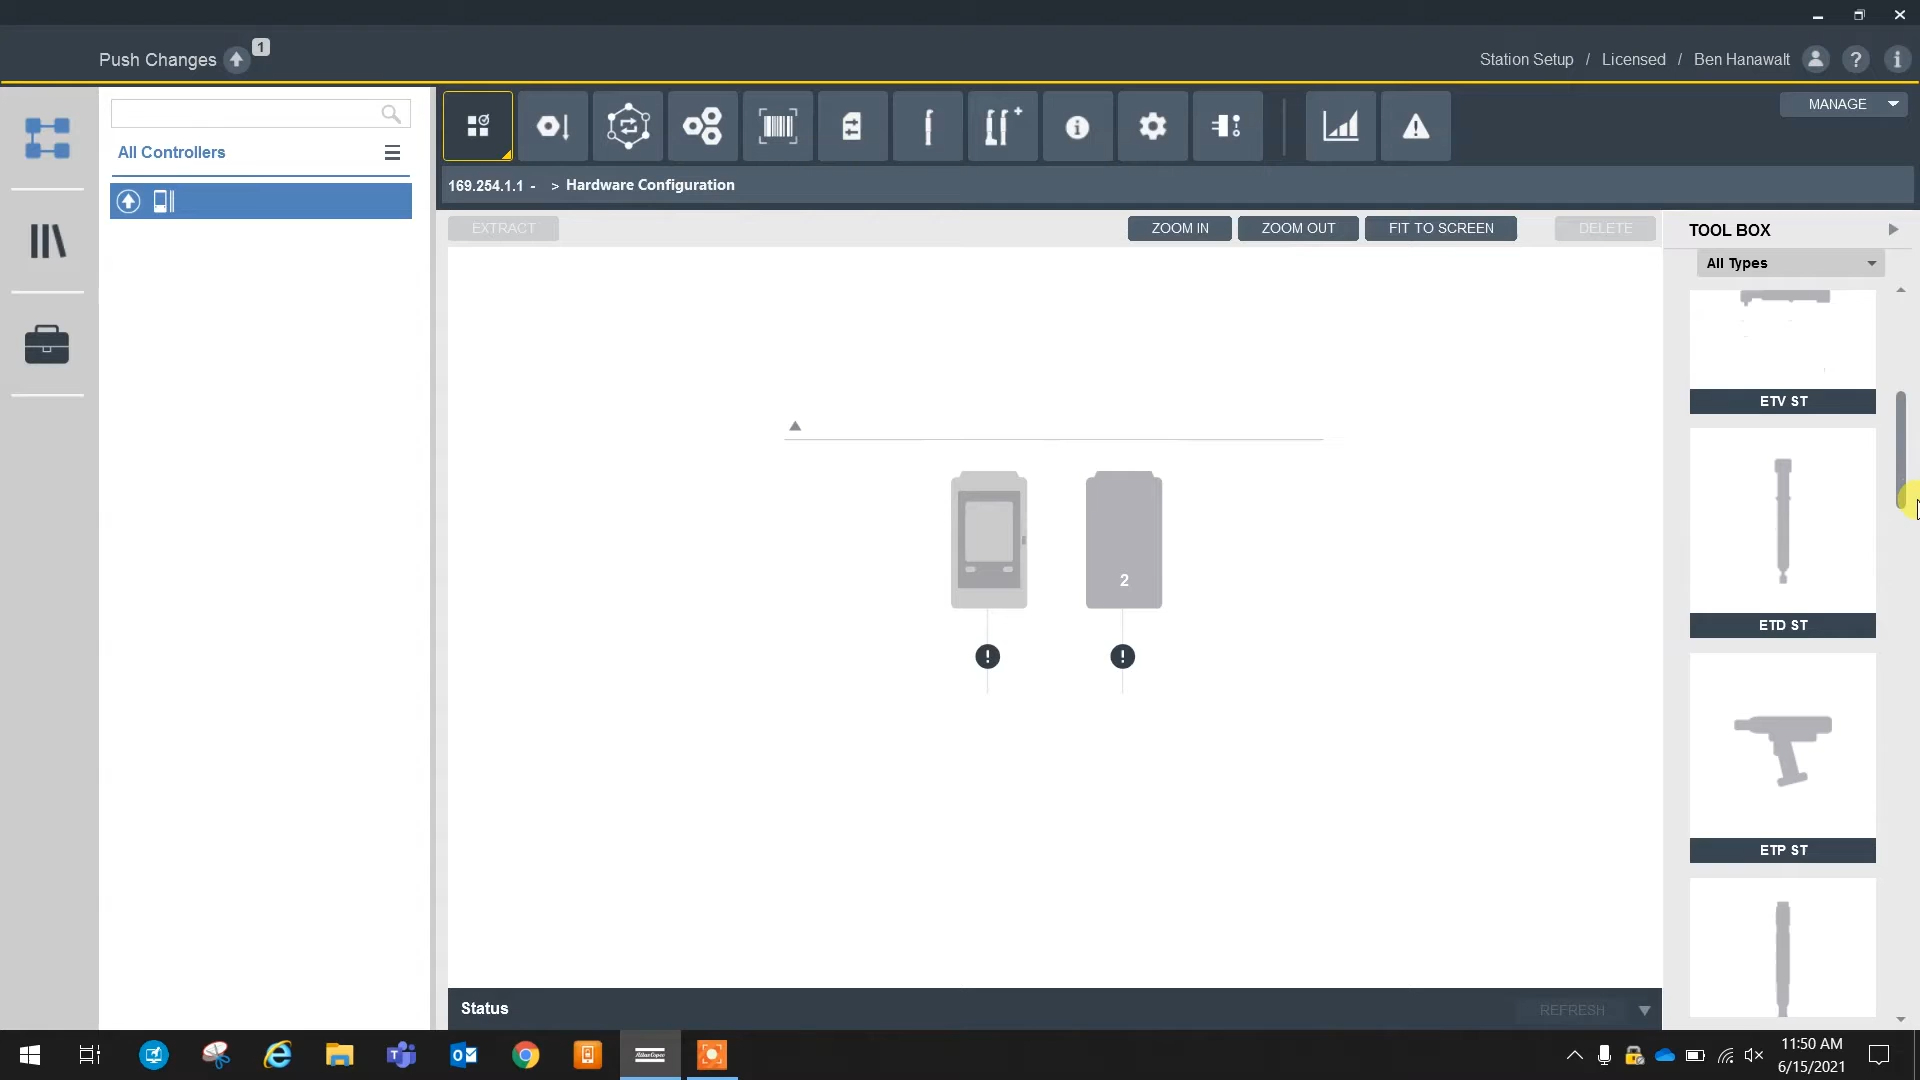 Push Changes 1
Station Setup / Licensed / Ben Hanawalt ? i
MANAGE
All Controllers
169.254.1.1 - > Hardware Configuration
EXTRACT ZOOM IN ZOOM OUT FIT TO SCREEN DELETE
TOOL BOX
All Types
ETV ST
2
! !
ETD ST
ETP ST
Status REFRESH
11:50 AM
6/15/2021